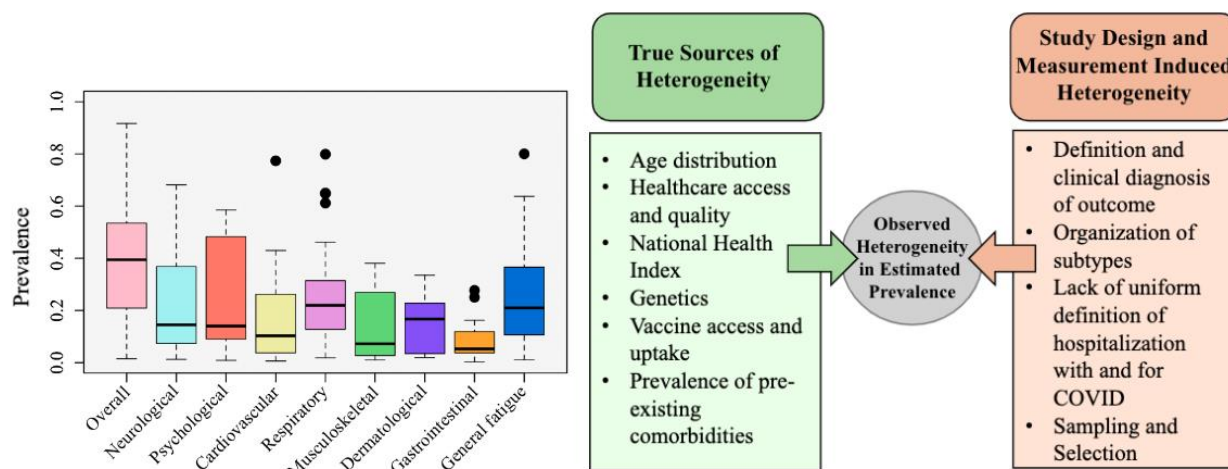 Prevalence
1.0
0.8
0.6
0.4
0.2
0.0
Overall
Neurological
Psychological
Cardiovascular
Respiratory
Musculoskeletal
Dermatological
Gastrointestinal
General fatigue
True Sources of
Heterogeneity
• Age distribution
• Healthcare access
and quality
• National Health
Index
• Genetics
• Vaccine access and
uptake
• Prevalence of pre-
existing
comorbidities
Observed
Heterogeneity
in Estimated
Prevalence
Study Design and
Measurement Induced
Heterogeneity
• Definition and
clinical diagnosis
of outcome
• Organization of
subtypes
• Lack of uniform
definition of
hospitalization
with and for
COVID
• Sampling and
Selection